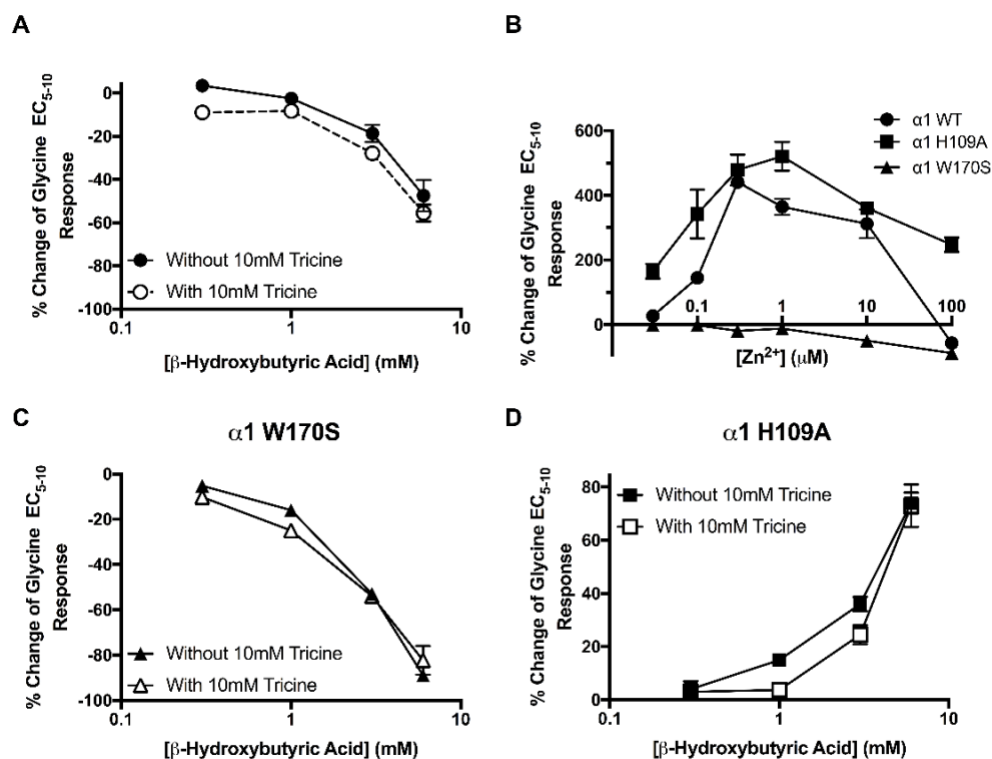 A
% Change of Glycine EC5-10
Response
0
-20
-40
-60
-80
-100
0.1
1
10
Without 10mM Tricine
With 10mM Tricine
[β-Hydroxybutyric Acid] (mM)
B
% Change of Glycine EC5-10
Response
600
400
200
0
0.1
1
10
100
α1 WT
α1 H109A
α1 W170S
[Zn2+] (μM)
C
α1 W170S
% Change of Glycine EC5-10
Response
0
-20
-40
-60
-80
-100
0.1
1
10
Without 10mM Tricine
With 10mM Tricine
[β-Hydroxybutyric Acid] (mM)
D
α1 H109A
% Change of Glycine EC5-10
Response
80
60
40
20
0
0.1
1
10
Without 10mM Tricine
With 10mM Tricine
[β-Hydroxybutyric Acid] (mM)